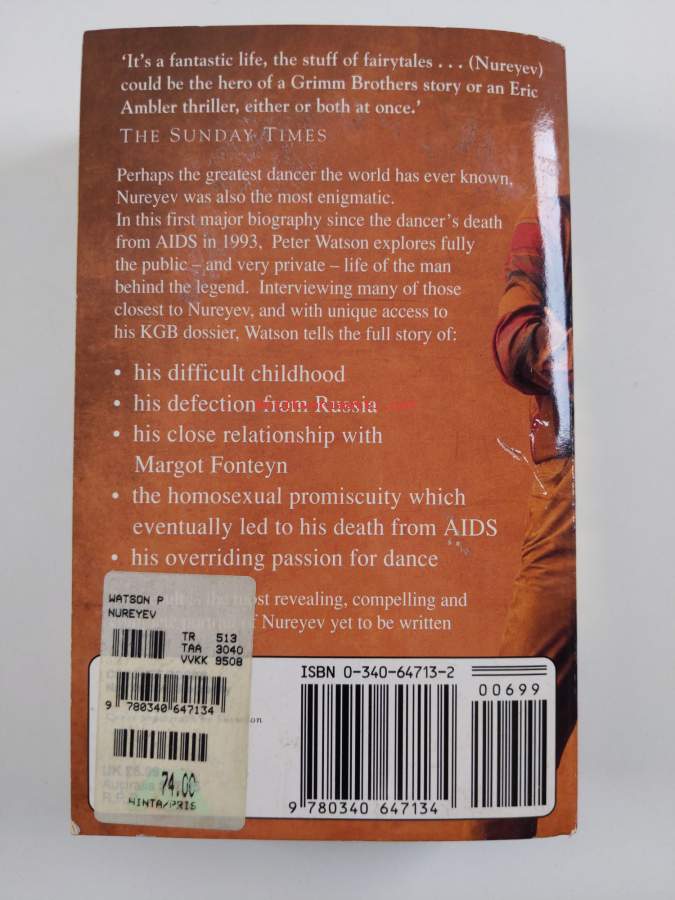 'It's a fantastic life, the stuff of fairytales . . . (Nureyev)
could be the hero of a Grimm Brothers story or an Eric
Ambler thriller, either or both at once.'
THE SUNDAY TIMES
Perhaps the greatest dancer the world has ever known,
Nureyev was also the most enigmatic.
In this first major biography since the dancer's death
from AIDS in 1993, Peter Watson explores fully
the public – and very private – life of the man
behind the legend. Interviewing many of those
closest to Nureyev, and with unique access to
his KGB dossier, Watson tells the full story of:
• his difficult childhood
• his defection from Russia
• his close relationship with
Margot Fonteyn
• the homosexual promiscuity which
eventually led to his death from AIDS
• his overriding passion for dance
most revealing, compelling and
of Nureyev yet to be written
WATSON P
NUREYEV
TR 513
TAA 3040
VVKK 9508
9 780340 647134
74.00
HINTA/PRIS
ISBN 0-340-64713-2
00699
9 780340 647134